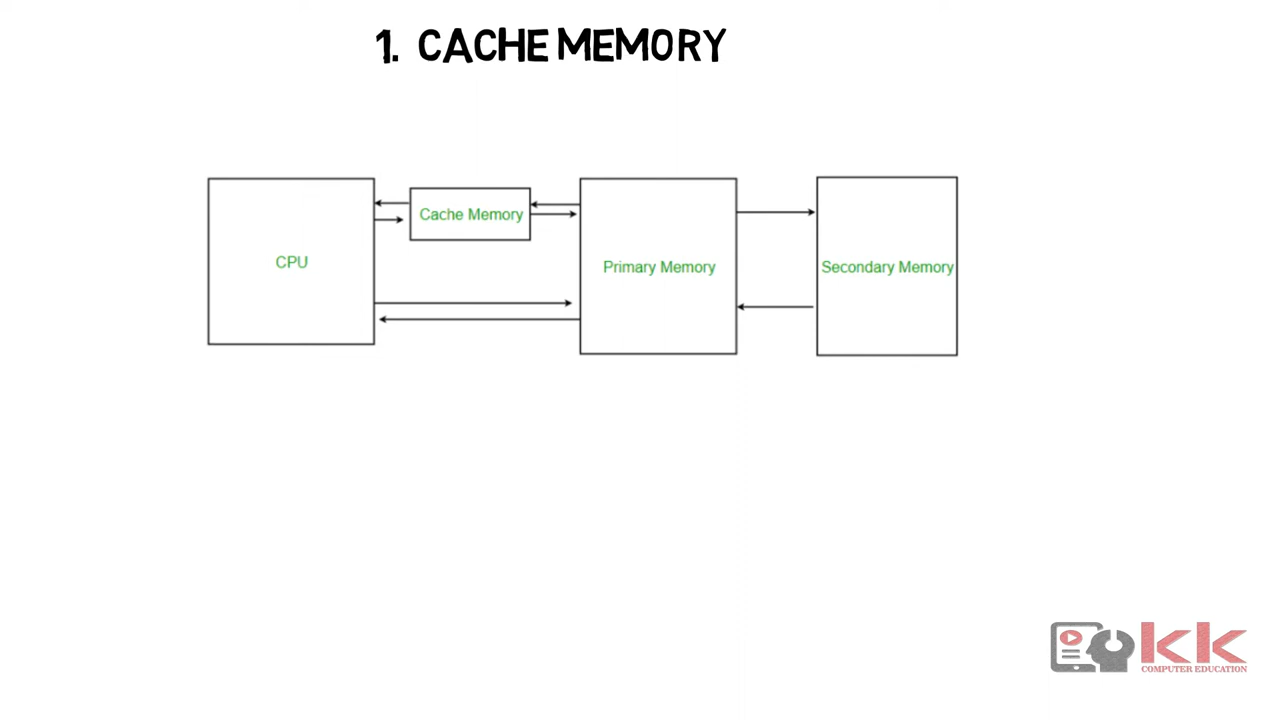 1. CACHE MEMORY
CPU
Cache Memory
Primary Memory
Secondary Memory
kk
COMPUTER EDUCATION